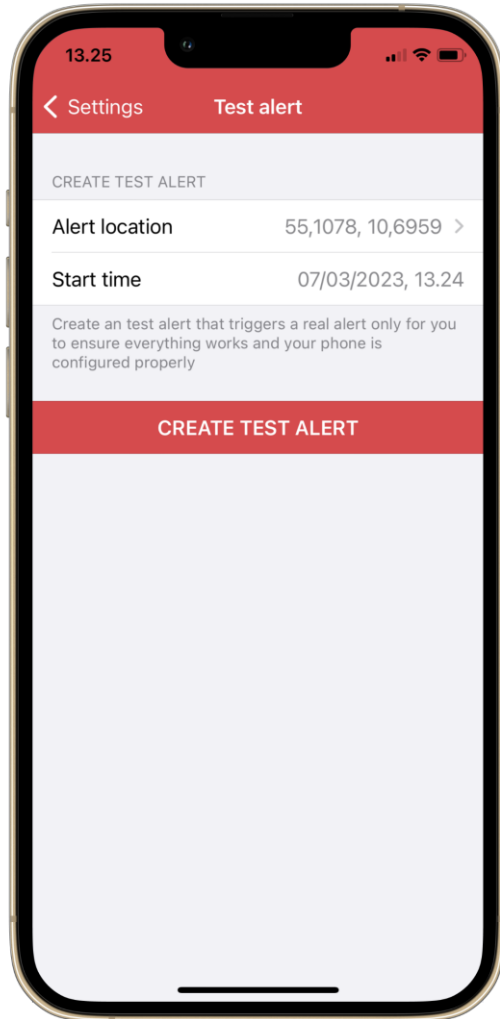 13.25
Settings
Test alert
CREATE TEST ALERT
Alert location
55,1078, 10,6959
Start time
07/03/2023, 13.24
Create an test alert that triggers a real alert only for you
to ensure everything works and your phone is
configured properly
CREATE TEST ALERT